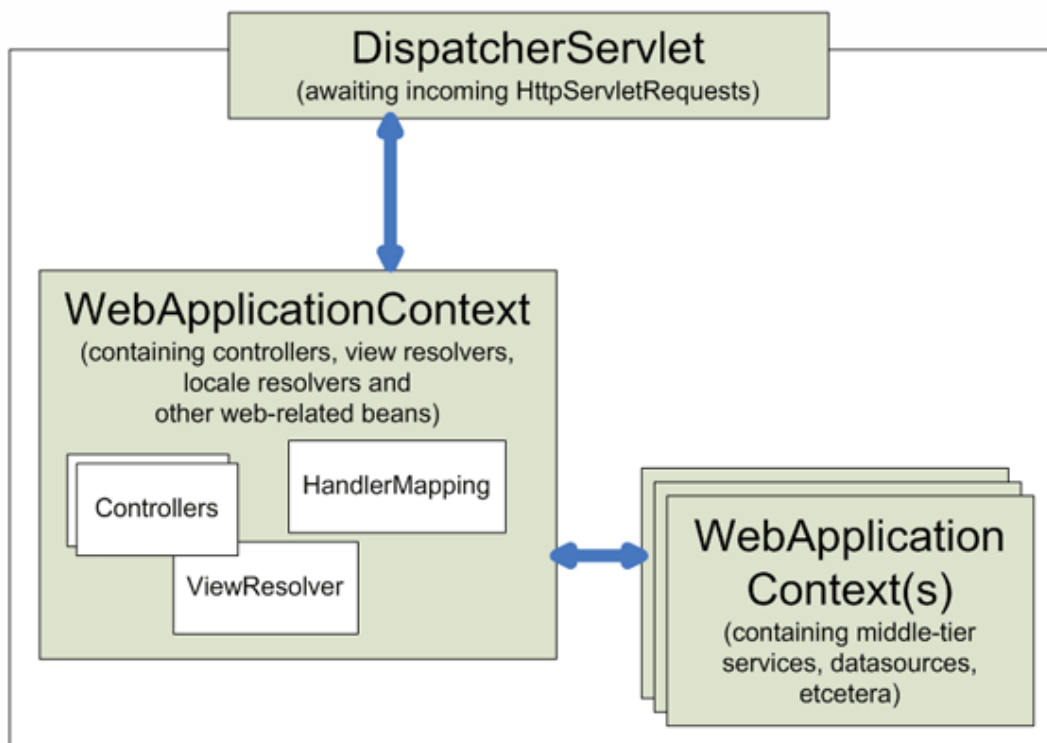 DispatcherServlet
(awaiting incoming HttpServletRequests)
WebApplicationContext
(containing controllers, view resolvers,
locale resolvers and
other web-related beans)
Controllers
HandlerMapping
ViewResolver
WebApplication
Context(s)
(containing middle-tier
services, datasources,
etcetera)